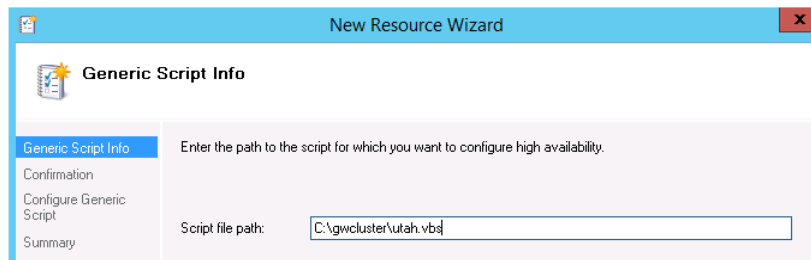 New Resource Wizard
x
Generic Script Info
Generic Script Info
Enter the path to the script for which you want to configure high availability.
Confirmation
Configure Generic
Script
Script file path: C:\gwcluster\utah.vbs
Summary